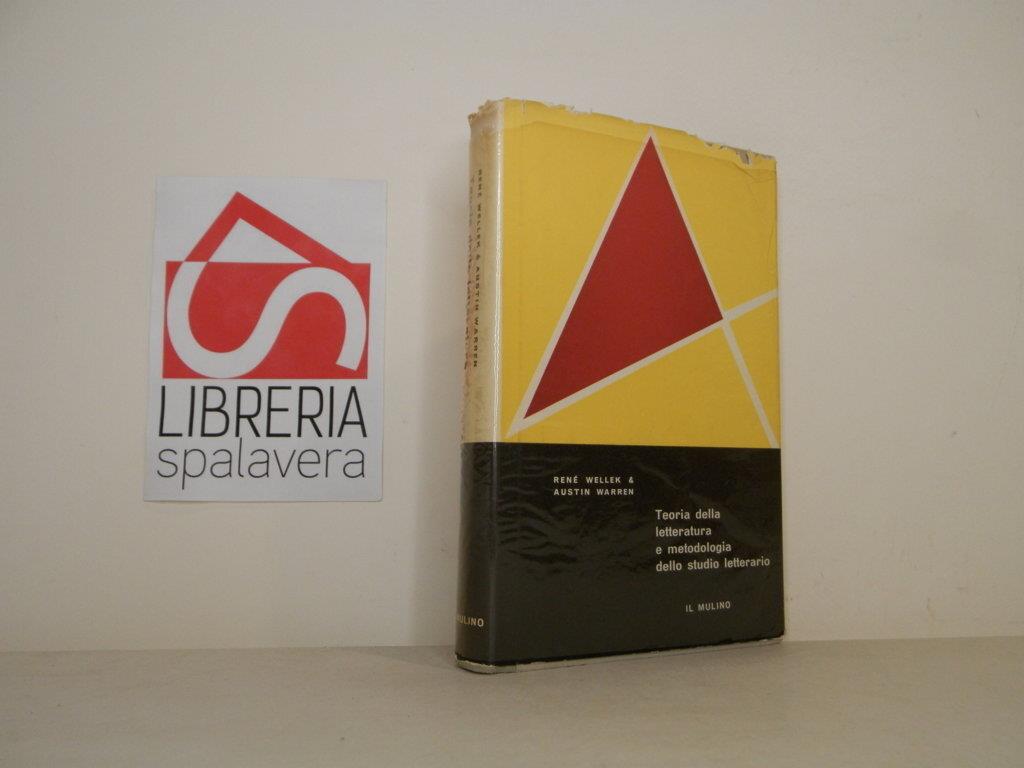 LIBRERIA
spalavera
RENÉ WELLEK & AUSTIN WARREN
RENÉ WELLEK &
AUSTIN WARREN
Teoria della
letteratura
e metodologia
dello studio letterario
IL MULINO
MULINO